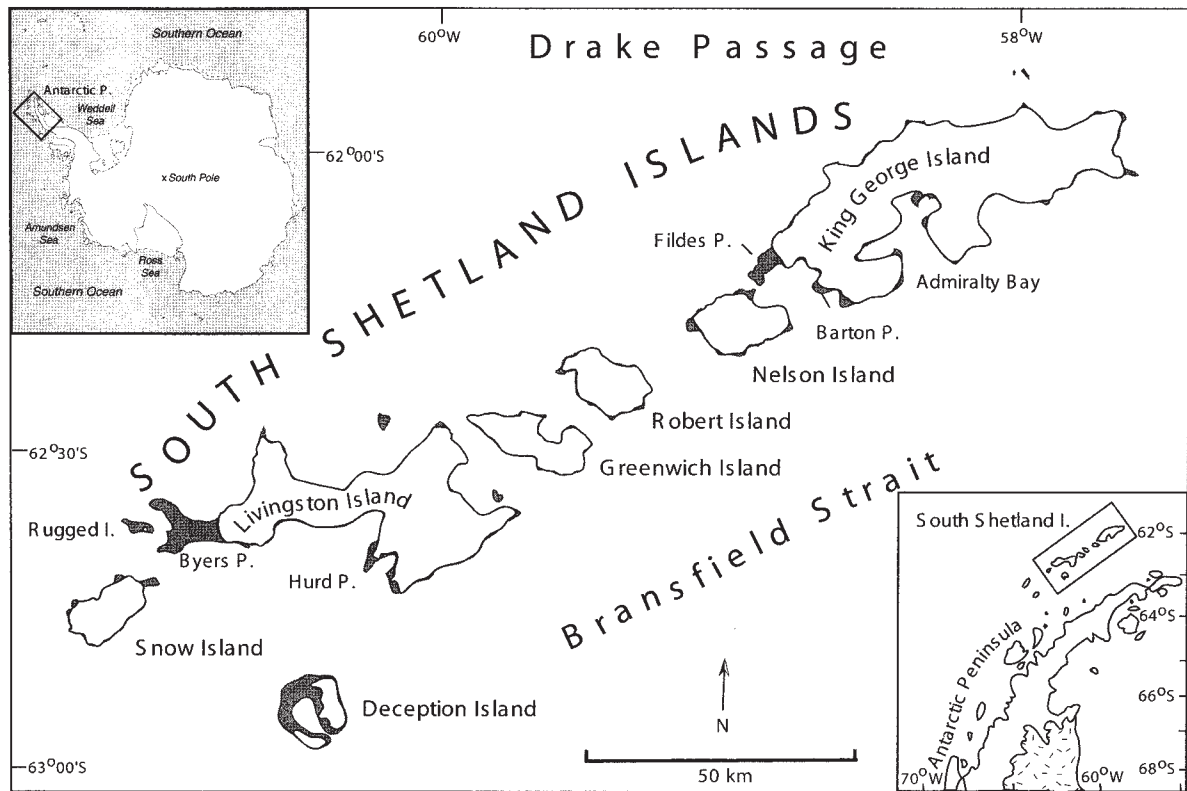 60°W
58°W
Drake Passage
Southern Ocean
Antarctic P.
Weddell
Sea
x South Pole
Amundsen
Sea
Ross
Sea
Southern Ocean
62°00'S
SOUTH SHETLAND ISLANDS
King George Island
Fildes P.
Admiralty Bay
Barton P.
Nelson Island
Robert Island
Greenwich Island
62°30'S
Livingston Island
Rugged I.
Byers P.
Hurd P.
Snow Island
Deception Island
Bransfield Strait
N
50 km
63°00'S
South Shetland I.
62°S
64°S
66°S
68°S
Antarctic Peninsula
70°W
60°W